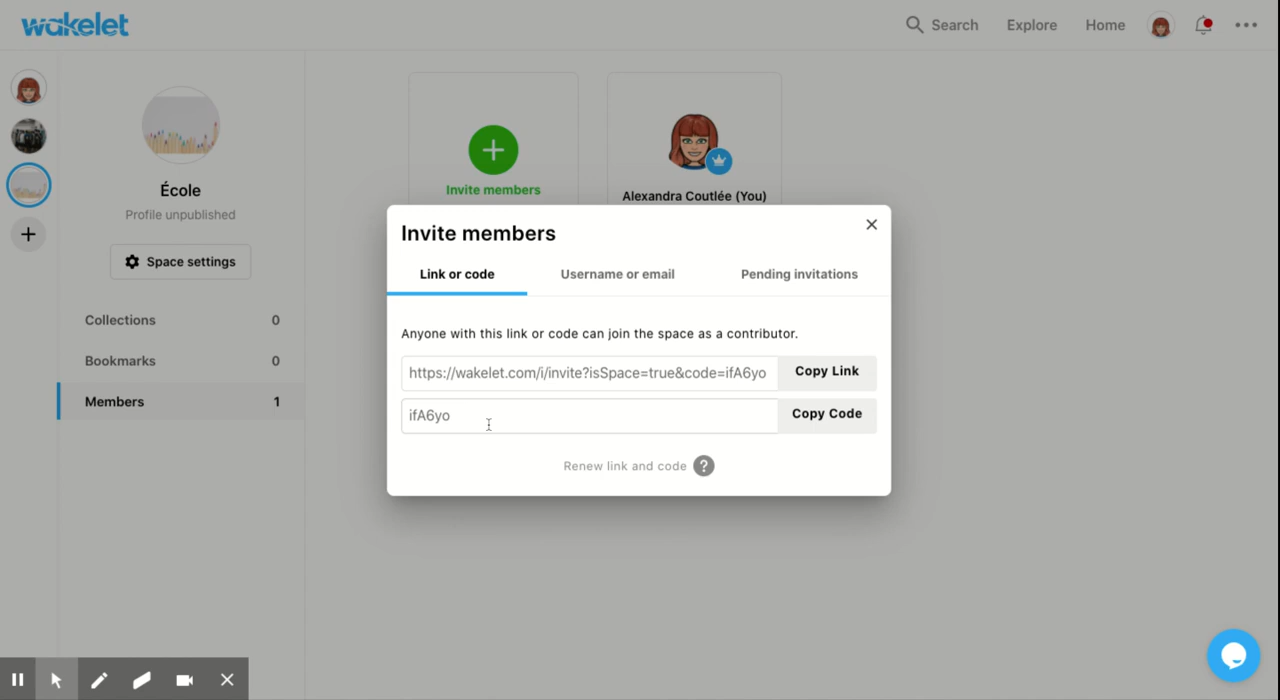 wakelet
Search
Explore
Home
École
Profile unpublished
Space settings
Collections 0
Bookmarks 0
Members 1
Invite members
Alexandra Coutlée (You)
Invite members
Link or code
Username or email
Pending invitations
Anyone with this link or code can join the space as a contributor.
https://wakelet.com/i/invite?isSpace=true&code=ifA6yo
Copy Link
ifA6yo
Copy Code
Renew link and code ?